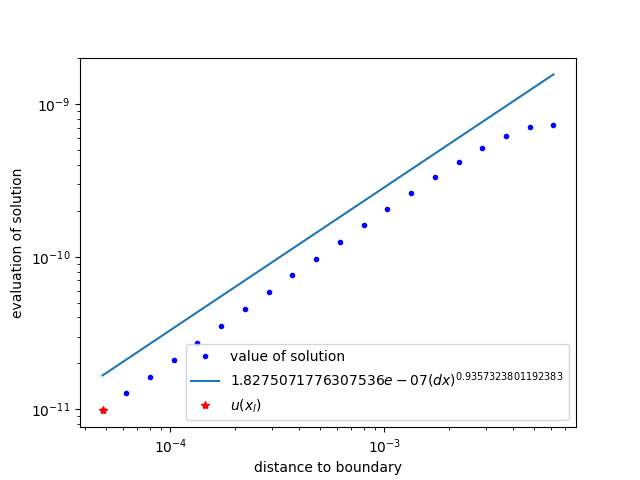 10⁻⁹
10⁻¹⁰
10⁻¹¹
evaluation of solution
value of solution
1.8275071776307536e − 07(dx)^0.9357323801192383
u(x_l)
10⁻⁴
10⁻³
distance to boundary